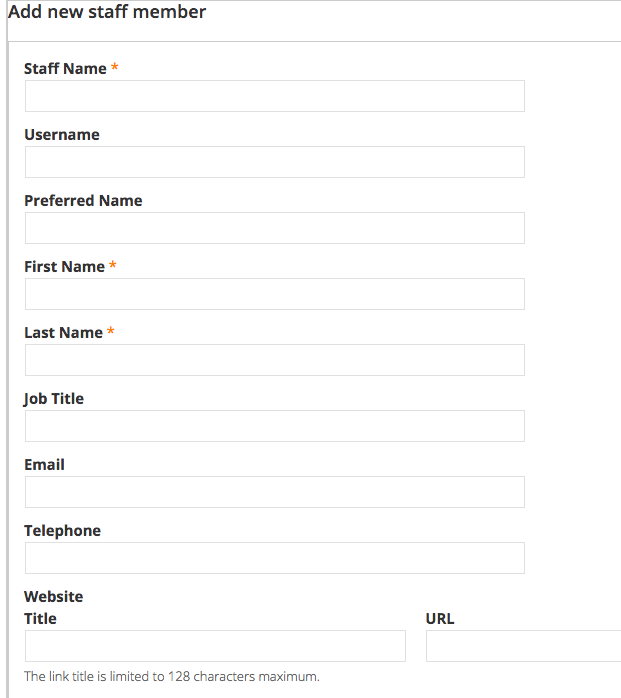 Add new staff member
Staff Name *
Username
Preferred Name
First Name *
Last Name *
Job Title
Email
Telephone
Website
Title URL
The link title is limited to 128 characters maximum.